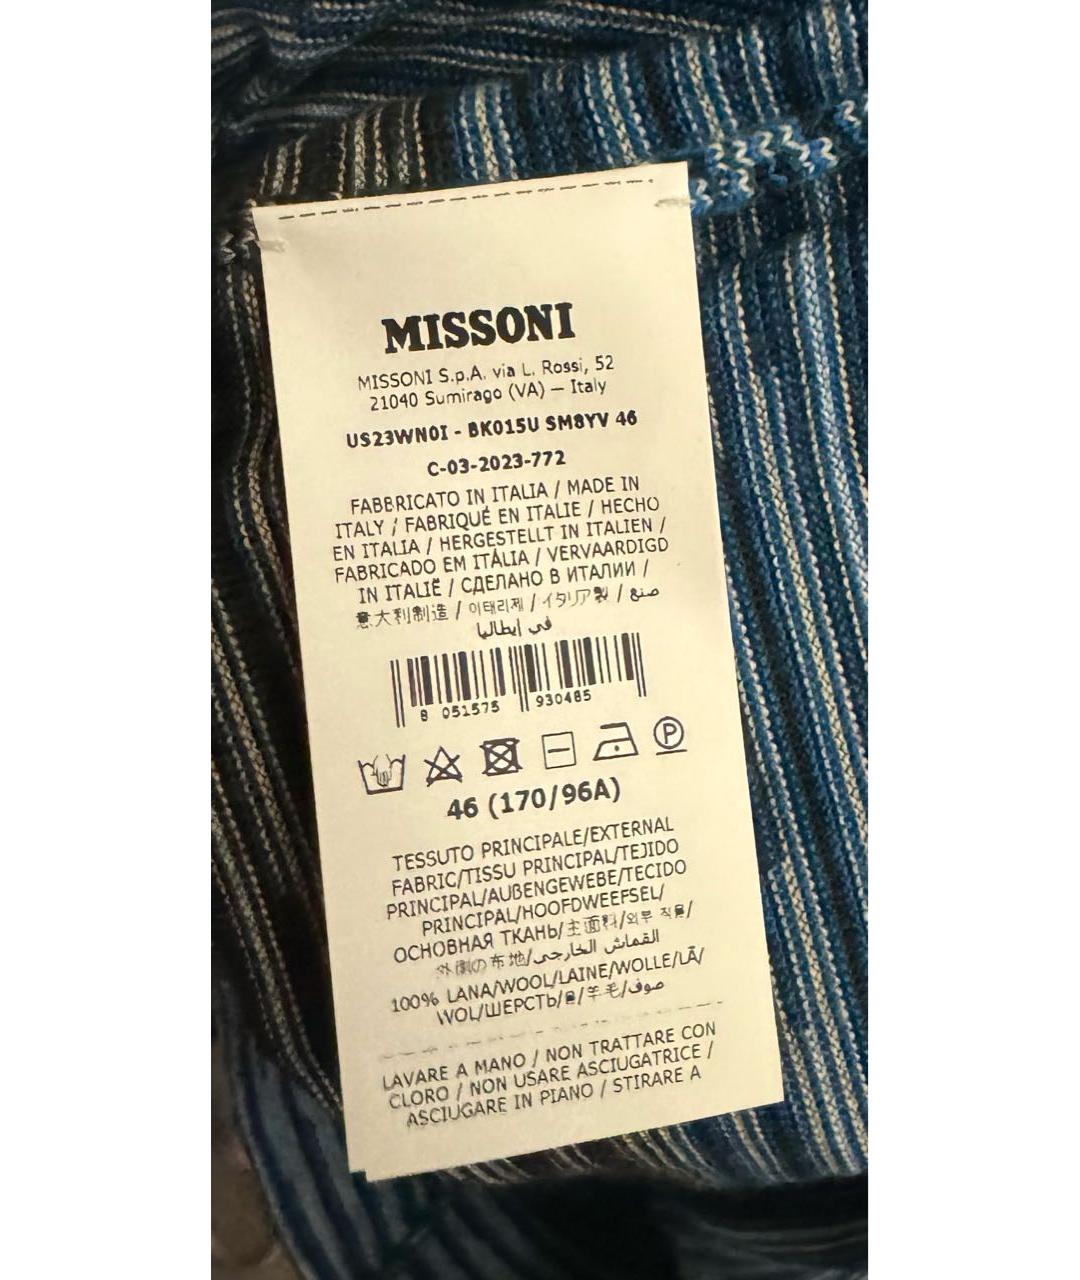 MISSONI
MISSONI S.p.A. via L. Rossi, 52
21040 Sumirago (VA) — Italy
US23WN0I - BK015U SM8YV 46
C-03-2023-772
FABBRICATO IN ITALIA / MADE IN
ITALY / FABRIQUÉ EN ITALIE / HECHO
EN ITALIA / HERGESTELLT IN ITALIEN /
FABRICADO EM ITÁLIA / VERVAARDIGD
IN ITALIË / СДЕЛАНО В ИТАЛИИ /
意大利制造 / 이태리제 / イタリア製 / صنع
في إيطاليا
8 051575 930485
P
46 (170/96A)
TESSUTO PRINCIPALE/EXTERNAL
FABRIC/TISSU PRINCIPAL/TEJIDO
PRINCIPAL/AUßENGEWEBE/TECIDO
PRINCIPAL/HOOFDWEEFSEL/
ОСНОВНАЯ ТКАНЬ/主面料/외부 직물/
外側の布地/القماش الخارجي
100% LANA/WOOL/LAINE/WOLLE/LÃ/
WOL/ШЕРСТЬ/울/羊毛/صوف
LAVARE A MANO / NON TRATTARE CON
CLORO / NON USARE ASCIUGATRICE /
ASCIUGARE IN PIANO / STIRARE A